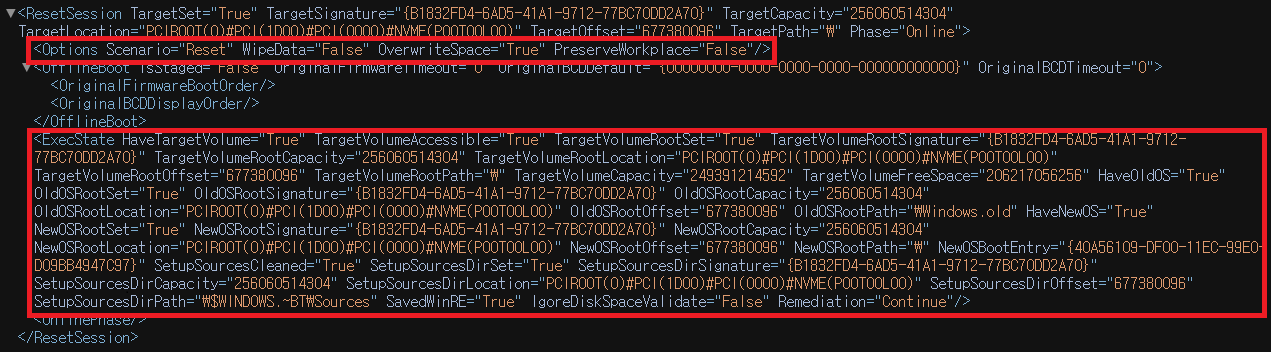 ▼<ResetSession TargetSet="True" TargetSignature="{B1832FD4-6AD5-41A1-9712-77BC70DD2A70}" TargetCapacity="256060514304"
TargetLocation="PCIROOT(0)#PCI(1D00)#PCI(0000)#NVME(P00T00L00)" TargetOffset="677380096" TargetPath="₩" Phase="Online">
<Options Scenario="Reset" WipeData="False" OverwriteSpace="True" PreserveWorkplace="False"/>
▼<OfflineBoot IsStaged="False" OriginalFirmwareTimeout="0" OriginalBCDDefault="{00000000-0000-0000-0000-000000000000}" OriginalBCDTimeout="0">
<OriginalFirmwareBootOrder/>
<OriginalBCDDisplayOrder/>
</OfflineBoot>
<ExecState HaveTargetVolume="True" TargetVolumeAccessible="True" TargetVolumeRootSet="True" TargetVolumeRootSignature="{B1832FD4-6AD5-41A1-9712-
77BC70DD2A70}" TargetVolumeRootCapacity="256060514304" TargetVolumeRootLocation="PCIROOT(0)#PCI(1D00)#PCI(0000)#NVME(P00T00L00)"
TargetVolumeRootOffset="677380096" TargetVolumeRootPath="₩" TargetVolumeCapacity="249391214592" TargetVolumeFreeSpace="206217056256" HaveOldOS="True"
OldOSRootSet="True" OldOSRootSignature="{B1832FD4-6AD5-41A1-9712-77BC70DD2A70}" OldOSRootCapacity="256060514304"
OldOSRootLocation="PCIROOT(0)#PCI(1D00)#PCI(0000)#NVME(P00T00L00)" OldOSRootOffset="677380096" OldOSRootPath="₩Windows.old" HaveNewOS="True"
NewOSRootSet="True" NewOSRootSignature="{B1832FD4-6AD5-41A1-9712-77BC70DD2A70}" NewOSRootCapacity="256060514304"
NewOSRootLocation="PCIROOT(0)#PCI(1D00)#PCI(0000)#NVME(P00T00L00)" NewOSRootOffset="677380096" NewOSRootPath="₩" NewOSBootEntry="{40A56109-DF00-11EC-99E0-
D09BB4947C97}" SetupSourcesCleaned="True" SetupSourcesDirSet="True" SetupSourcesDirSignature="{B1832FD4-6AD5-41A1-9712-77BC70DD2A70}"
SetupSourcesDirCapacity="256060514304" SetupSourcesDirLocation="PCIROOT(0)#PCI(1D00)#PCI(0000)#NVME(P00T00L00)" SetupSourcesDirOffset="677380096"
SetupSourcesDirPath="₩$WINDOWS.~BT₩Sources" SavedWinRE="True" IgoreDiskSpaceValidate="False" Remediation="Continue"/>
<OnlinePhase/>
</ResetSession>